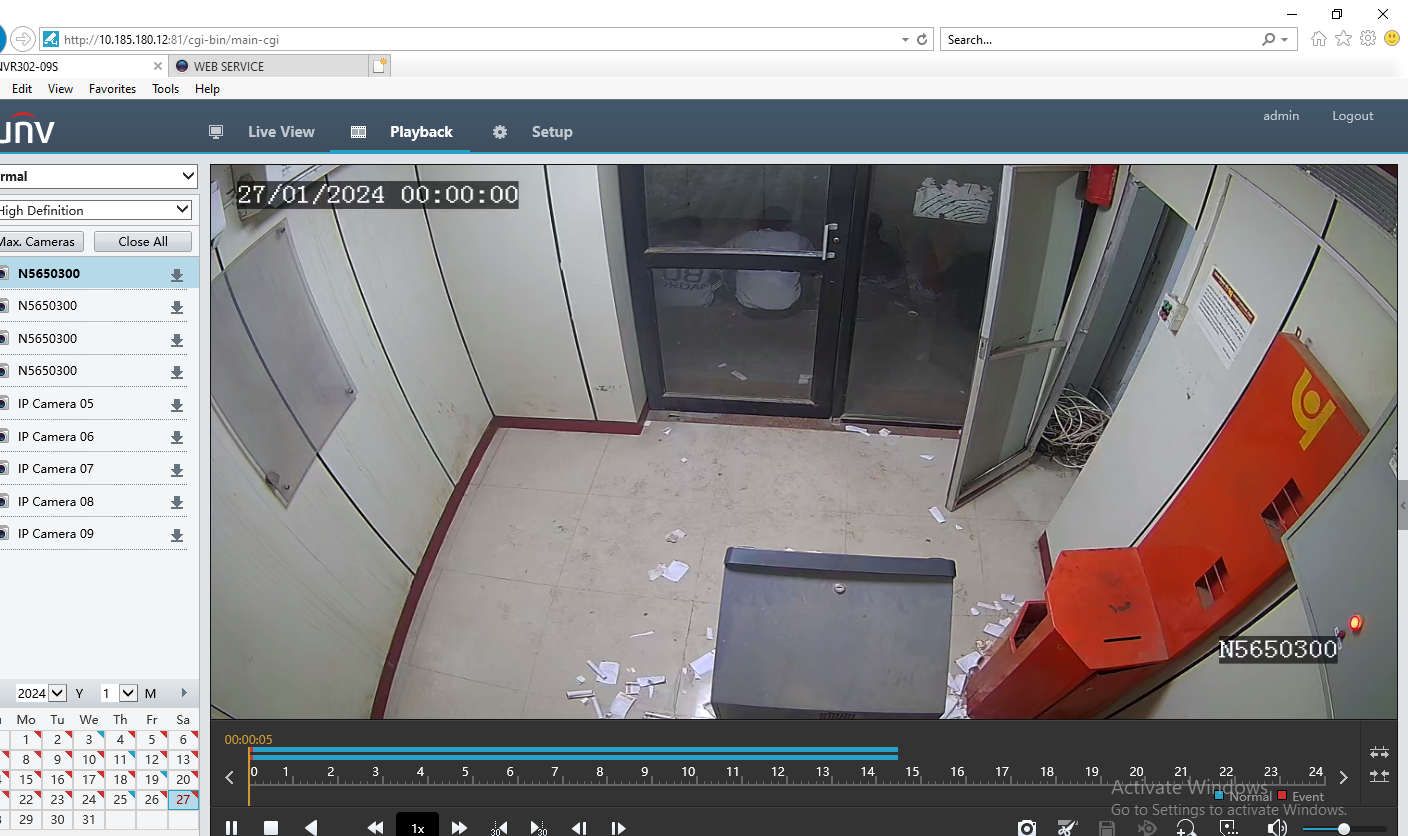 http://10.185.180.12:81/cgi-bin/main-cgi
Search...
NVR302-09S
WEB SERVICE
Edit View Favorites Tools Help
unv
Live View
Playback
Setup
admin
Logout
rmal
High Definition
Max. Cameras
Close All
N5650300
N5650300
N5650300
N5650300
IP Camera 05
IP Camera 06
IP Camera 07
IP Camera 08
IP Camera 09
27/01/2024 00:00:00
N5650300
2024 Y 1 M
Mo Tu We Th Fr Sa
1 2 3 4 5 6
8 9 10 11 12 13
15 16 17 18 19 20
22 23 24 25 26 27
29 30 31
00:00:05
0 1 2 3 4 5 6 7 8 9 10 11 12 13 14 15 16 17 18 19 20 21 22 23 24
Normal Event
Activate Windows
Go to Settings to activate Windows.
30 1x 30